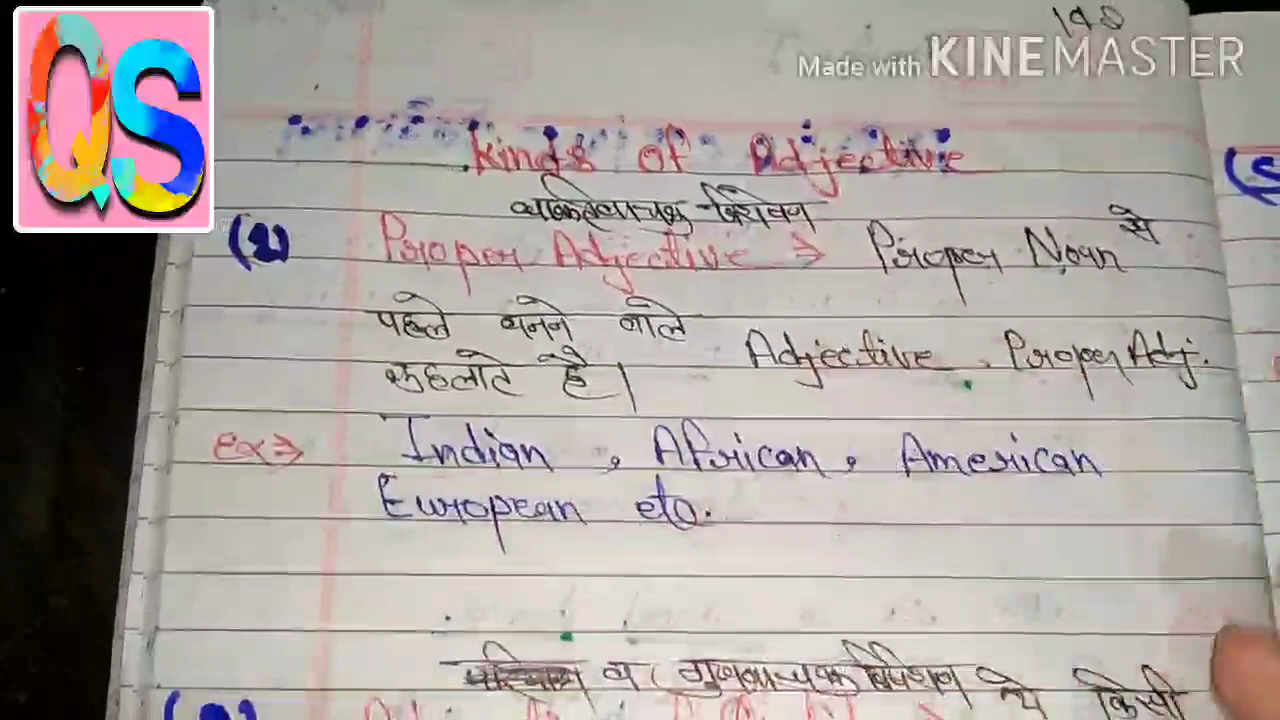 QS
Made with KINEMASTER
Kinds of Adjective
व्यक्तिवाचक विशेषण
(1) Proper Adjective ⇒ Proper Noun से
पहले बनने वाले Adjective, Proper Adj.
कहलाते है।
Ex⇒ Indian, African, American
European etc.
व (गुणवाचक विशेषण ये किसी